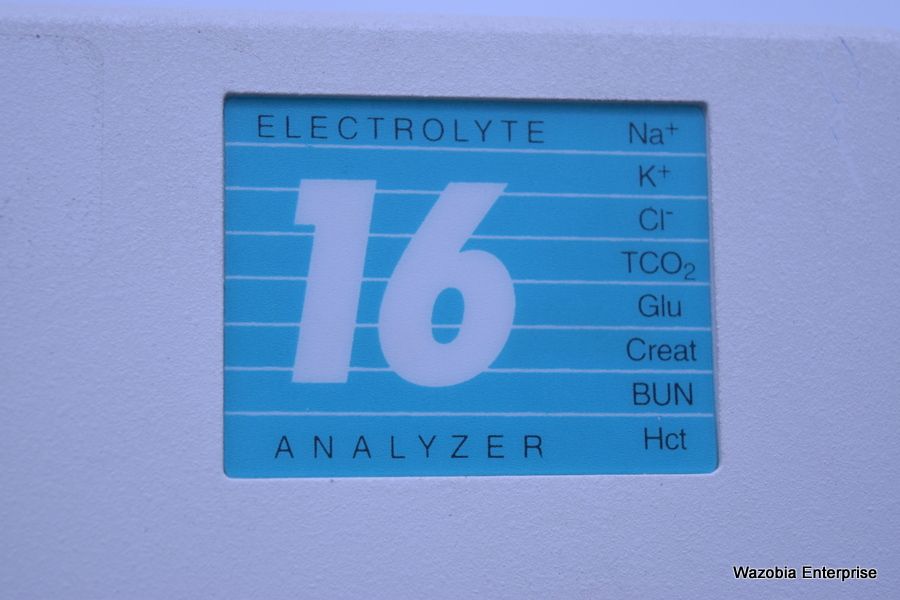 ELECTROLYTE
16
ANALYZER
Na⁺
K⁺
Cl⁻
TCO₂
Glu
Creat
BUN
Hct
Wazobia Enterprise